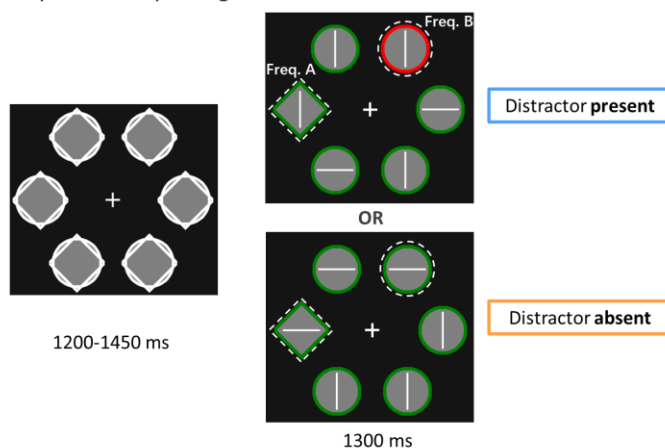 Freq. B
Freq. A
Distractor present
OR
Distractor absent
1200-1450 ms
1300 ms